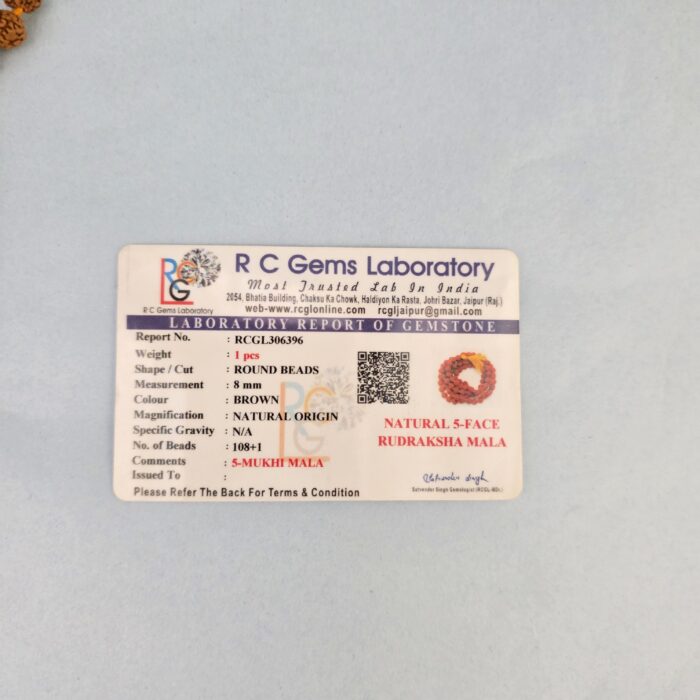 RCG
R C Gems Laboratory
R C Gems Laboratory
Most Trusted Lab In India
2054, Bhatia Building, Chaksu Ka Chowk, Haldiyon Ka Rasta, Johri Bazar, Jaipur (Raj.)
web-www.rcglonline.com rcgljaipur@gmail.com
LABORATORY REPORT OF GEMSTONE
Report No. : RCGL306396
Weight : 1 pcs
Shape / Cut : ROUND BEADS
Measurement : 8 mm
Colour : BROWN
Magnification : NATURAL ORIGIN
Specific Gravity : N/A
No. of Beads : 108+1
Comments : 5-MUKHI MALA
Issued To :
NATURAL 5-FACE
RUDRAKSHA MALA
Satvender Singh Gemologist (RCGL-BDr.)
Please Refer The Back For Terms & Condition